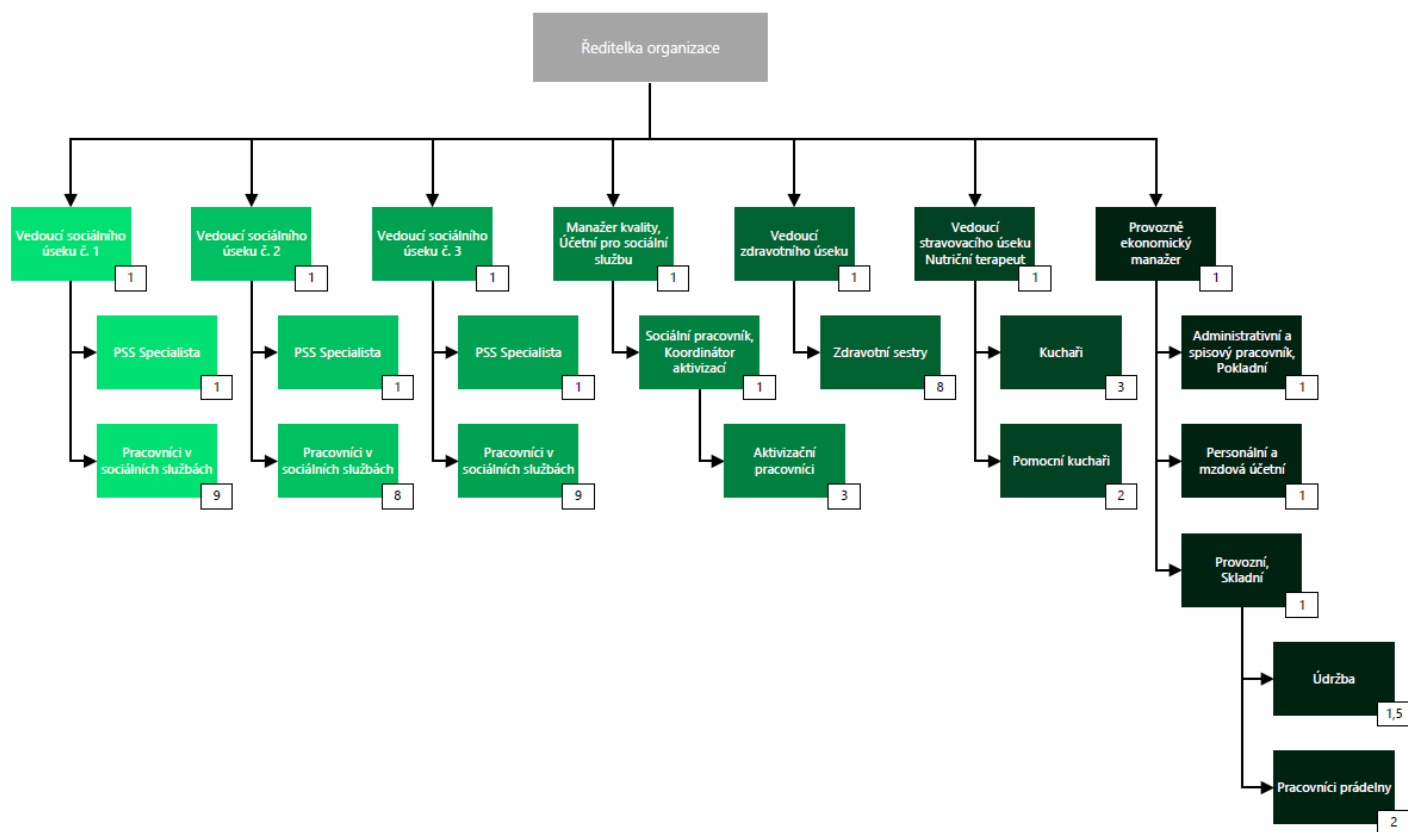 Ředitelka organizace
Vedoucí sociálního
úseku č. 1
1
Vedoucí sociálního
úseku č. 2
1
Vedoucí sociálního
úseku č. 3
1
Manažer kvality,
Účetní pro sociální
službu
1
Vedoucí
zdravotního úseku
1
Vedoucí
stravovacího úseku
Nutriční terapeut
1
Provozně
ekonomický
manažer
1
PSS Specialista
1
PSS Specialista
1
PSS Specialista
1
Sociální pracovník,
Koordinátor
aktivizací
1
Zdravotní sestry
8
Kuchaři
3
Administrativní a
spisový pracovník,
Pokladní
1
Pracovníci v
sociálních službách
9
Pracovníci v
sociálních službách
8
Pracovníci v
sociálních službách
9
Aktivizační
pracovníci
3
Pomocní kuchaři
2
Personální a
mzdová účetní
1
Provozní,
Skladní
1
Údržba
1,5
Pracovníci prádelny
2